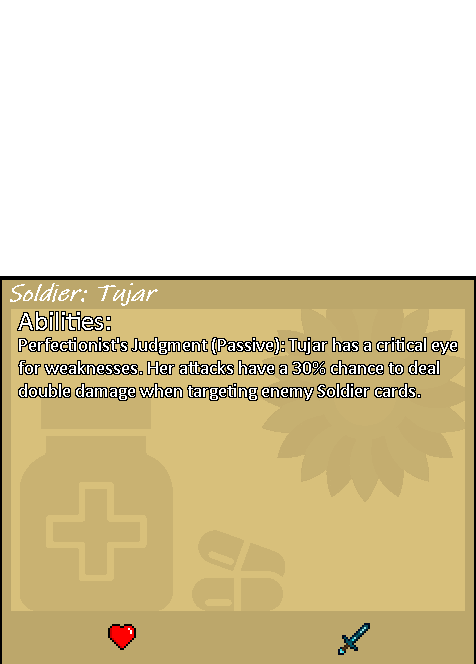 Soldier: Tujar
Abilities:
Perfectionist's Judgment (Passive): Tujar has a critical eye
for weaknesses. Her attacks have a 30% chance to deal
double damage when targeting enemy Soldier cards.